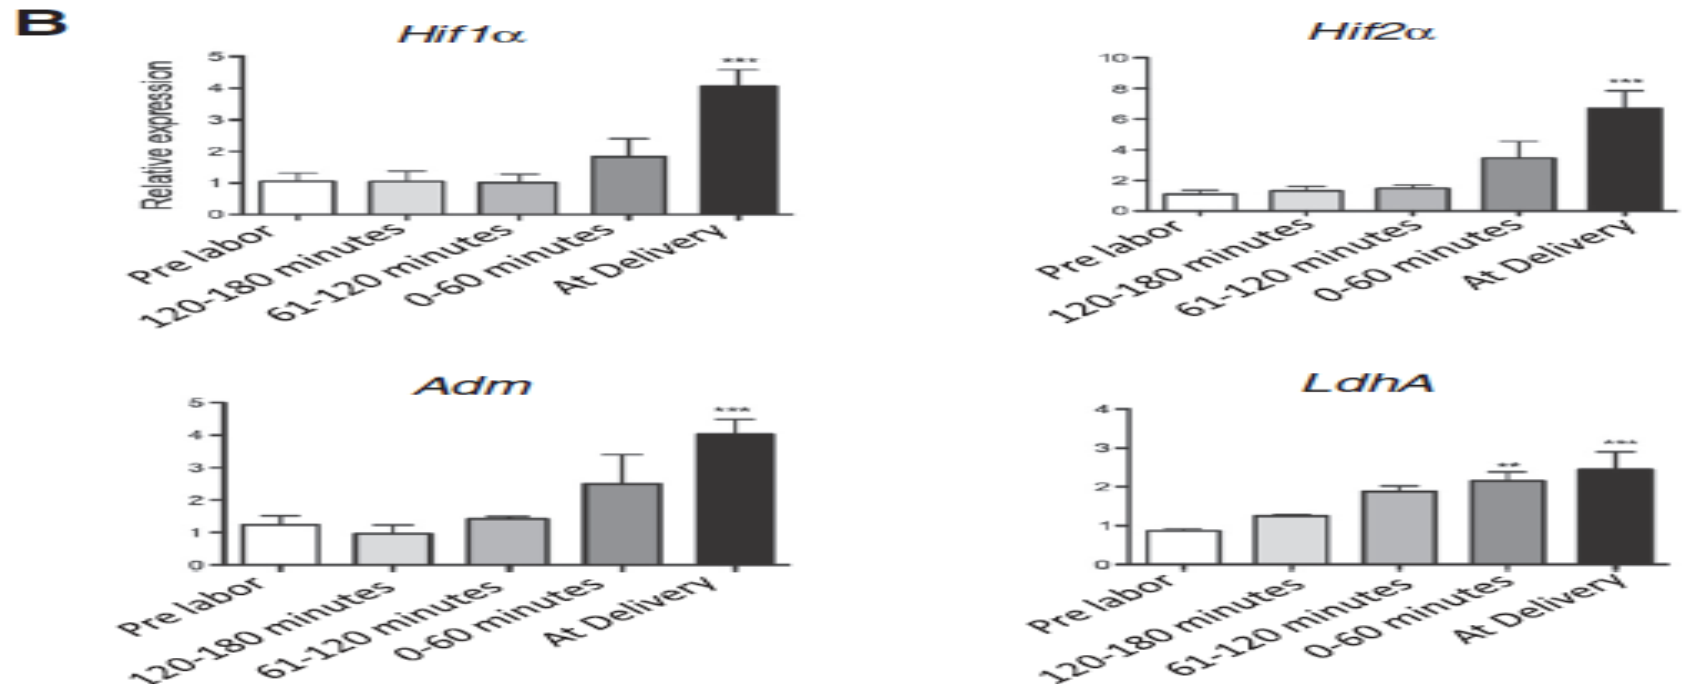 B
Hif1α
Relative expression
5
4
3
2
1
0
***
Pre labor
120-180 minutes
61-120 minutes
0-60 minutes
At Delivery
Hif2α
10
8
6
4
2
0
***
Pre labor
120-180 minutes
61-120 minutes
0-60 minutes
At Delivery
Adm
5
4
3
2
1
0
***
Pre labor
120-180 minutes
61-120 minutes
0-60 minutes
At Delivery
LdhA
4
3
2
1
0
**
***
Pre labor
120-180 minutes
61-120 minutes
0-60 minutes
At Delivery